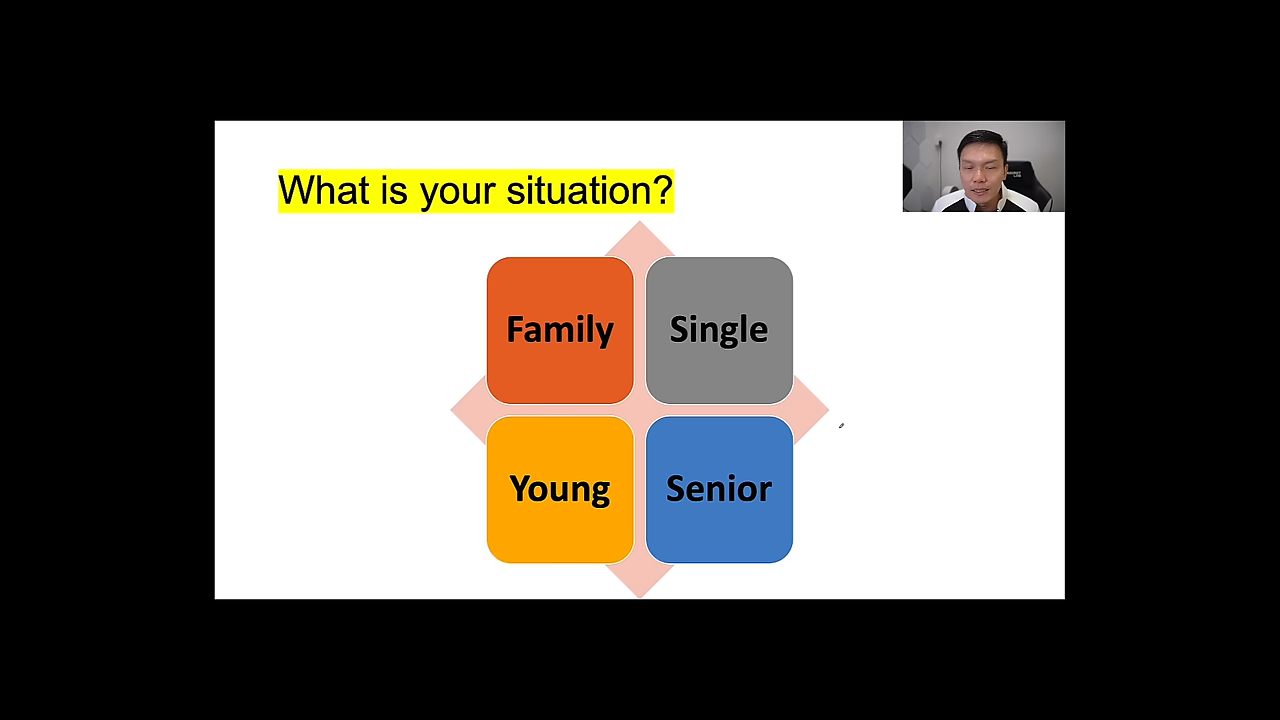 What is your situation?
Family
Single
Young
Senior